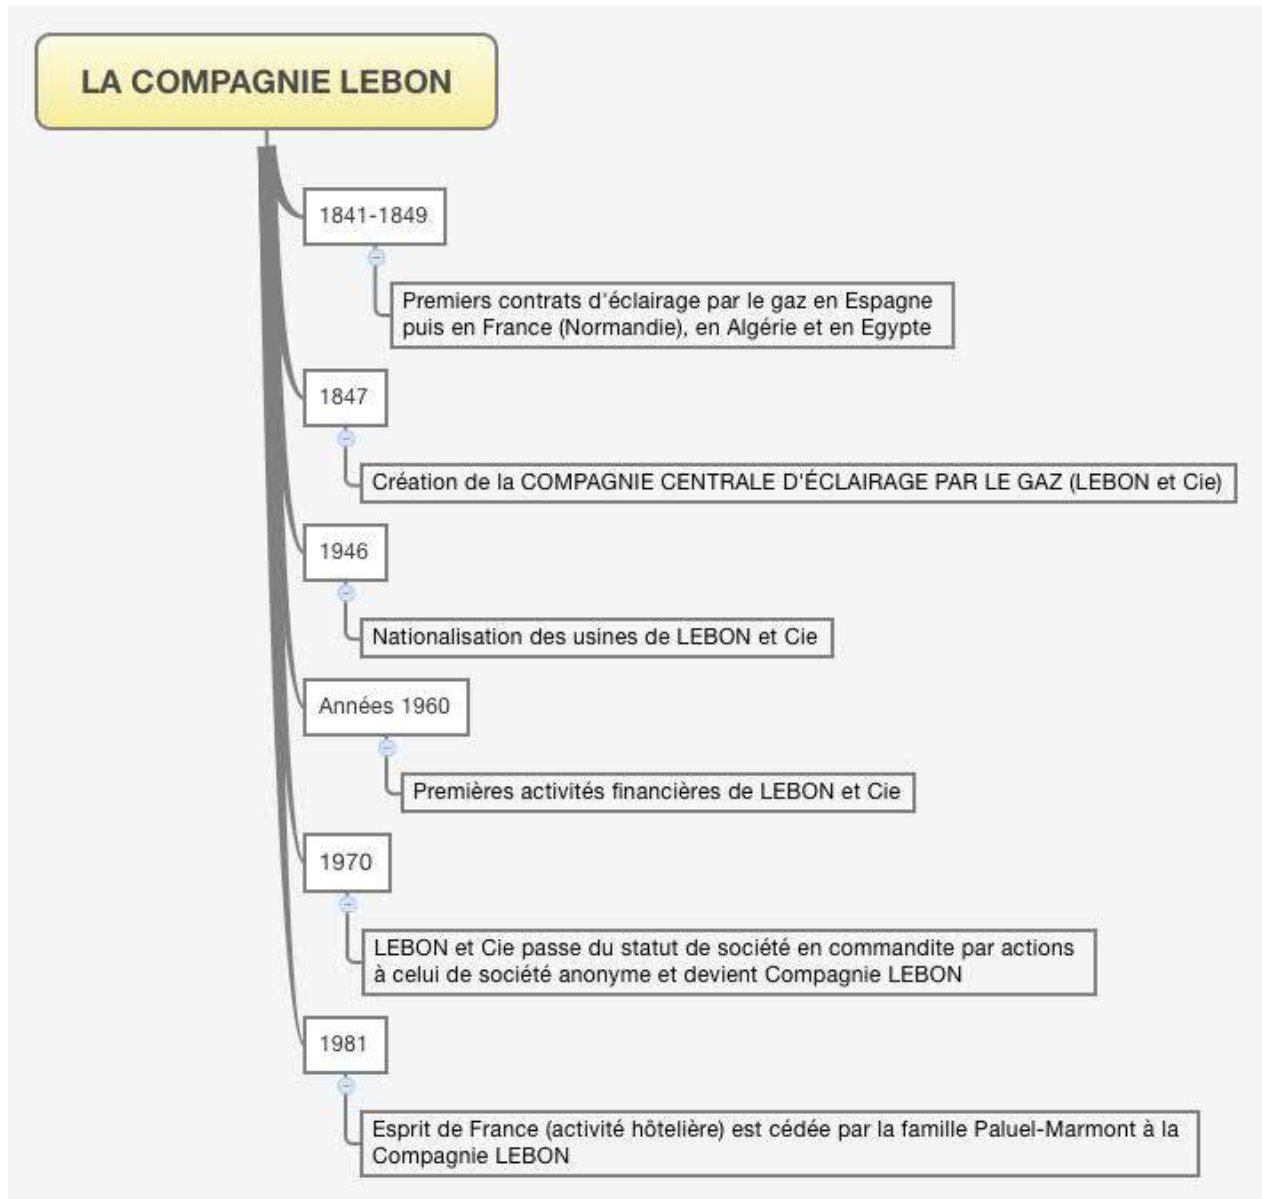 LA COMPAGNIE LEBON
1841-1849
Premiers contrats d'éclairage par le gaz en Espagne
puis en France (Normandie), en Algérie et en Egypte
1847
Création de la COMPAGNIE CENTRALE D'ÉCLAIRAGE PAR LE GAZ (LEBON et Cie)
1946
Nationalisation des usines de LEBON et Cie
Années 1960
Premières activités financières de LEBON et Cie
1970
LEBON et Cie passe du statut de société en commandite par actions
à celui de société anonyme et devient Compagnie LEBON
1981
Esprit de France (activité hôtelière) est cédée par la famille Paluel-Marmont à la
Compagnie LEBON